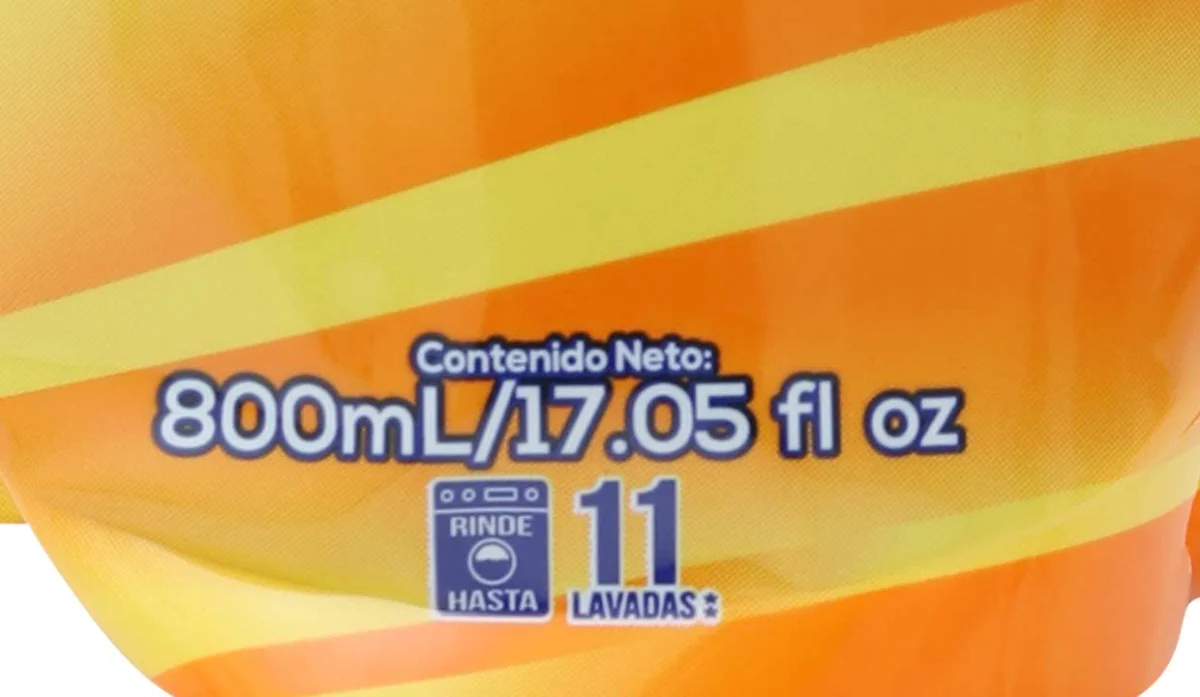 Contenido Neto:
800mL/17.05 fl oz
RINDE
HASTA
11
LAVADAS**